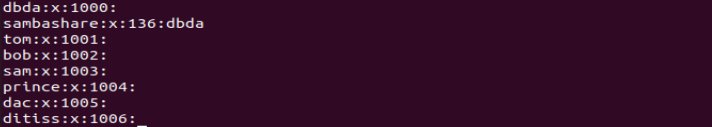 dbda:x:1000:
sambashare:x:136:dbda
tom:x:1001:
bob:x:1002:
sam:x:1003:
prince:x:1004:
dac:x:1005:
ditiss:x:1006: